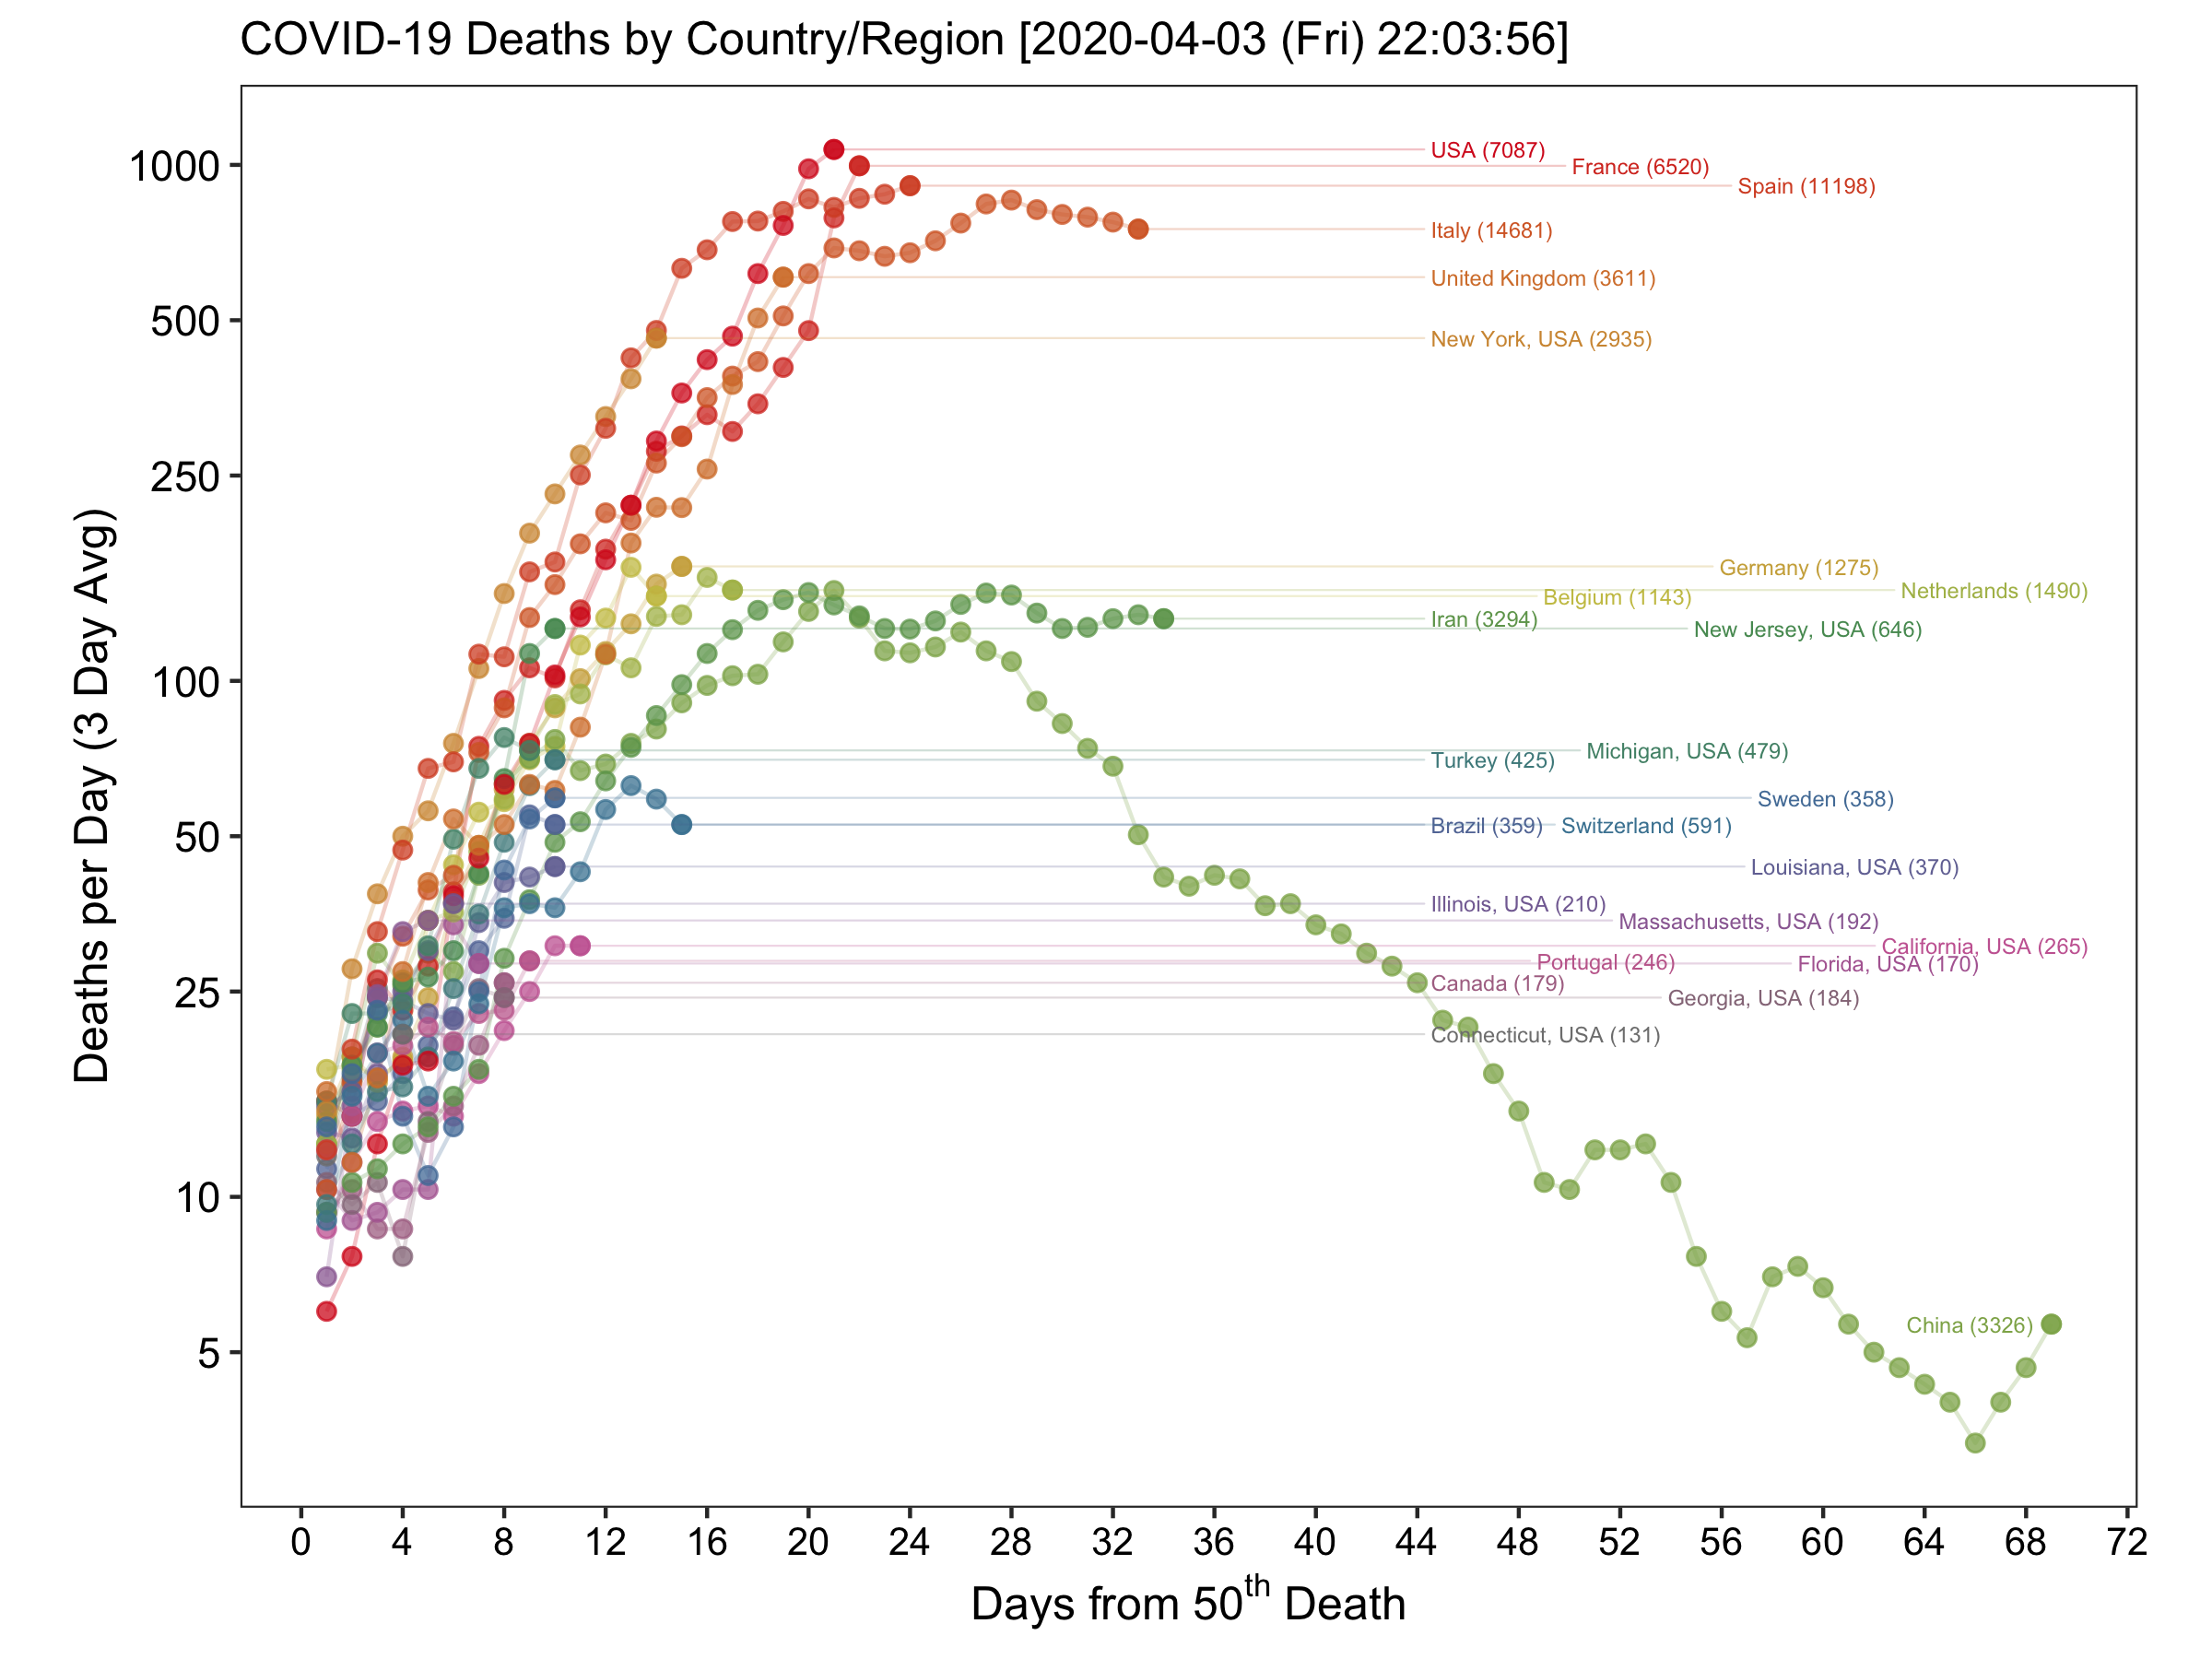 COVID-19 Deaths by Country/Region [2020-04-03 (Fri) 22:03:56]
Deaths per Day (3 Day Avg)
1000
500
250
100
50
25
10
5
USA (7087)
France (6520)
Spain (11198)
Italy (14681)
United Kingdom (3611)
New York, USA (2935)
Germany (1275)
Netherlands (1490)
Belgium (1143)
Iran (3294)
New Jersey, USA (646)
Michigan, USA (479)
Turkey (425)
Sweden (358)
Brazil (359) Switzerland (591)
Louisiana, USA (370)
Illinois, USA (210)
Massachusetts, USA (192)
California, USA (265)
Portugal (246) Florida, USA (170)
Canada (179)
Georgia, USA (184)
Connecticut, USA (131)
China (3326)
0 4 8 12 16 20 24 28 32 36 40 44 48 52 56 60 64 68 72
Days from 50th Death